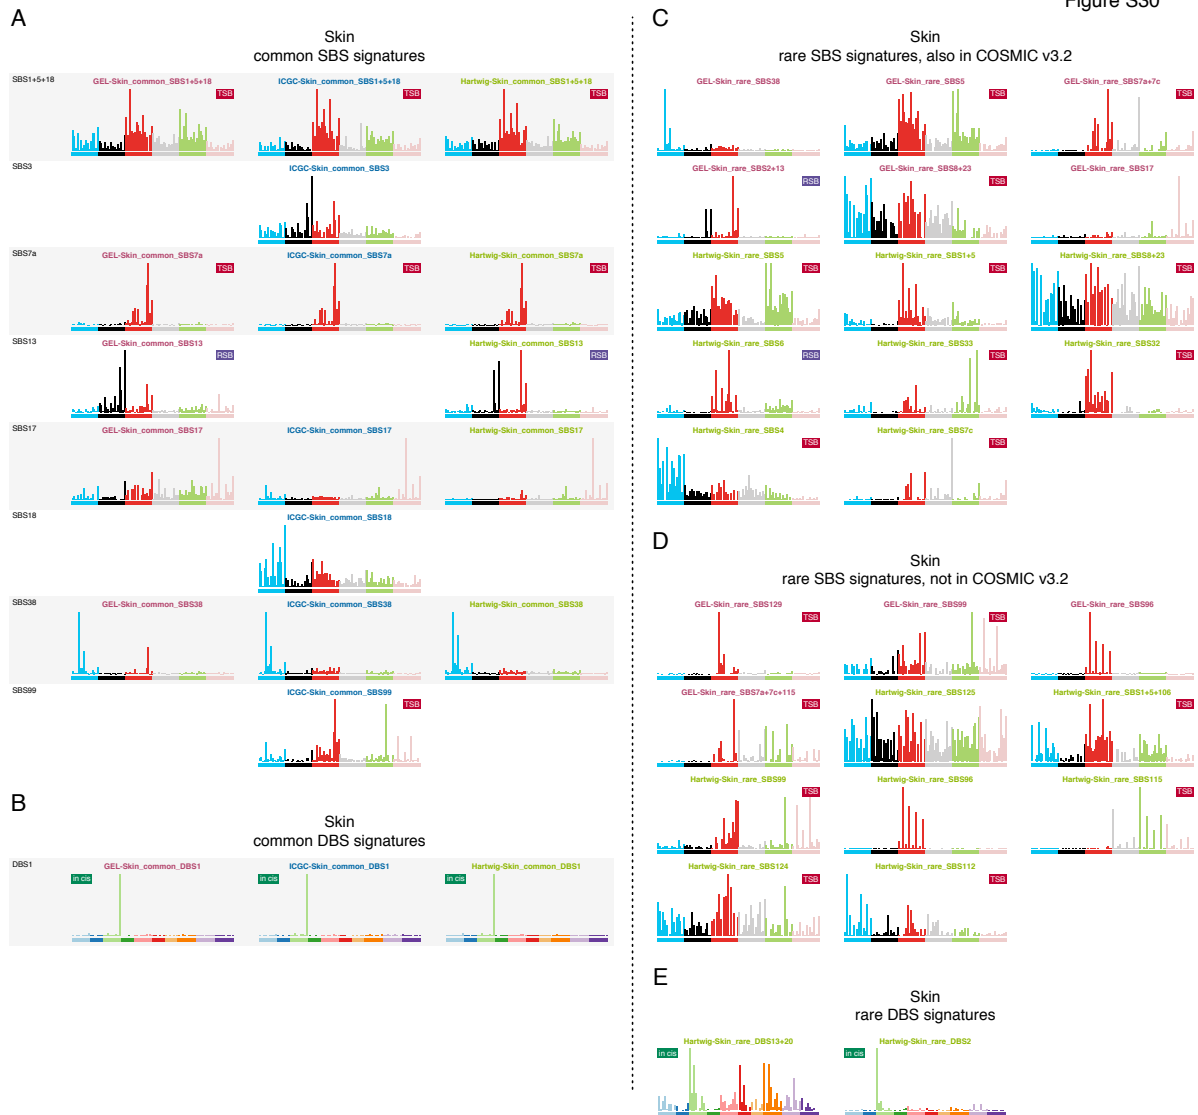 Figure S30
A
Skin
common SBS signatures
SBS1+5+18
GEL-Skin_common_SBS1+5+18
TSB
ICGC-Skin_common_SBS1+5+18
TSB
Hartwig-Skin_common_SBS1+5+18
TSB
SBS3
ICGC-Skin_common_SBS3
SBS7a
GEL-Skin_common_SBS7a
TSB
ICGC-Skin_common_SBS7a
TSB
Hartwig-Skin_common_SBS7a
TSB
SBS13
GEL-Skin_common_SBS13
RSB
Hartwig-Skin_common_SBS13
RSB
SBS17
GEL-Skin_common_SBS17
ICGC-Skin_common_SBS17
Hartwig-Skin_common_SBS17
SBS18
ICGC-Skin_common_SBS18
SBS38
GEL-Skin_common_SBS38
ICGC-Skin_common_SBS38
Hartwig-Skin_common_SBS38
SBS99
ICGC-Skin_common_SBS99
TSB
B
Skin
common DBS signatures
DBS1
GEL-Skin_common_DBS1
in cis
ICGC-Skin_common_DBS1
in cis
Hartwig-Skin_common_DBS1
in cis
C
Skin
rare SBS signatures, also in COSMIC v3.2
GEL-Skin_rare_SBS38
GEL-Skin_rare_SBS5
TSB
GEL-Skin_rare_SBS7a+7c
TSB
GEL-Skin_rare_SBS2+13
RSB
GEL-Skin_rare_SBS8+23
TSB
GEL-Skin_rare_SBS17
Hartwig-Skin_rare_SBS5
TSB
Hartwig-Skin_rare_SBS1+5
TSB
Hartwig-Skin_rare_SBS8+23
TSB
Hartwig-Skin_rare_SBS6
RSB
Hartwig-Skin_rare_SBS33
TSB
Hartwig-Skin_rare_SBS32
TSB
Hartwig-Skin_rare_SBS4
TSB
Hartwig-Skin_rare_SBS7c
TSB
D
Skin
rare SBS signatures, not in COSMIC v3.2
GEL-Skin_rare_SBS129
TSB
GEL-Skin_rare_SBS99
TSB
GEL-Skin_rare_SBS96
GEL-Skin_rare_SBS7a+7c+115
TSB
Hartwig-Skin_rare_SBS125
Hartwig-Skin_rare_SBS1+5+106
TSB
Hartwig-Skin_rare_SBS99
TSB
Hartwig-Skin_rare_SBS96
Hartwig-Skin_rare_SBS115
TSB
Hartwig-Skin_rare_SBS124
TSB
Hartwig-Skin_rare_SBS112
TSB
E
Skin
rare DBS signatures
Hartwig-Skin_rare_DBS13+20
in cis
Hartwig-Skin_rare_DBS2
in cis